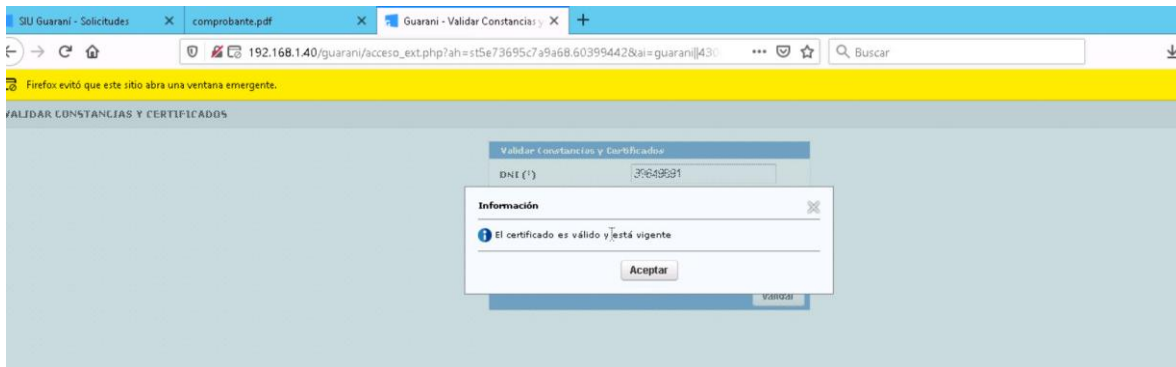 SIU Guaraní - Solicitudes
comprobante.pdf
Guarani - Validar Constancias y
192.168.1.40/guarani/acceso_ext.php?ah=st5e73695c7a9a68.60399442&ai=guarani||430
Buscar
Firefox evitó que este sitio abra una ventana emergente.
VALIDAR CONSTANCIAS Y CERTIFICADOS
Validar Constancias y Certificados
DNI (*)
Información
El certificado es válido y está vigente
Aceptar
Validar